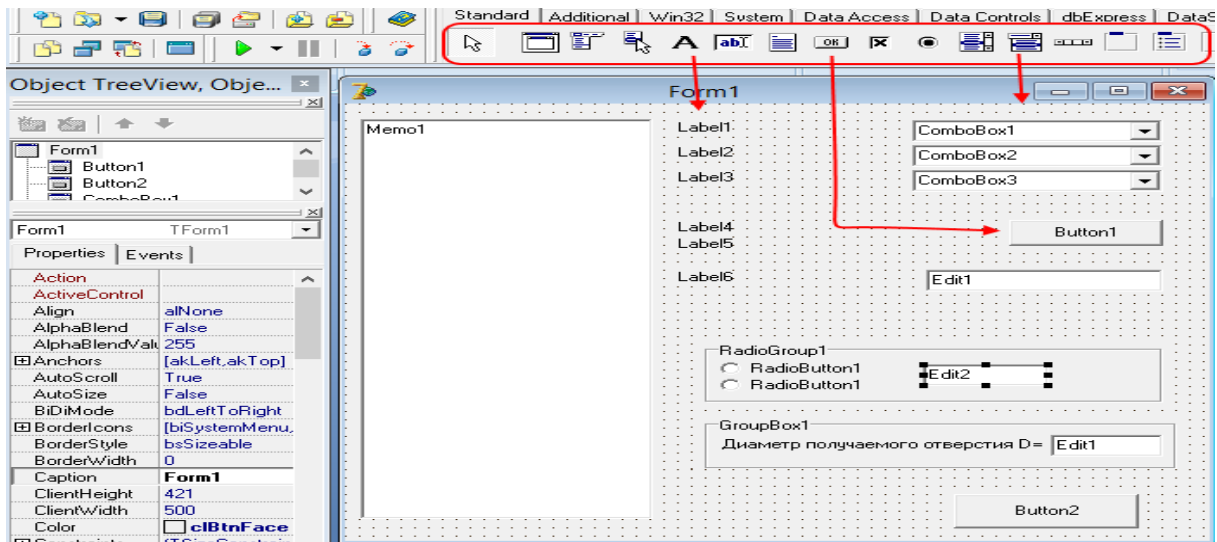 Standard Additional Win32 System Data Access Data Controls dbExpress DataS
OK
Object TreeView, Obje...
Form1
Button1
Button2
ComboBox1
Form1 TForm1
Properties Events
Action
ActiveControl
Align alNone
AlphaBlend False
AlphaBlendValu 255
Anchors [akLeft,akTop]
AutoScroll True
AutoSize False
BiDiMode bdLeftToRight
BorderIcons [biSystemMenu,
BorderStyle bsSizeable
BorderWidth 0
Caption Form1
ClientHeight 421
ClientWidth 500
Color clBtnFace
Form1
Memo1
Label1 ComboBox1
Label2 ComboBox2
Label3 ComboBox3
Label4 Button1
Label5
Label6 Edit1
RadioGroup1
RadioButton1 Edit2
RadioButton1
GroupBox1
Диаметр получаемого отверстия D= Edit1
Button2